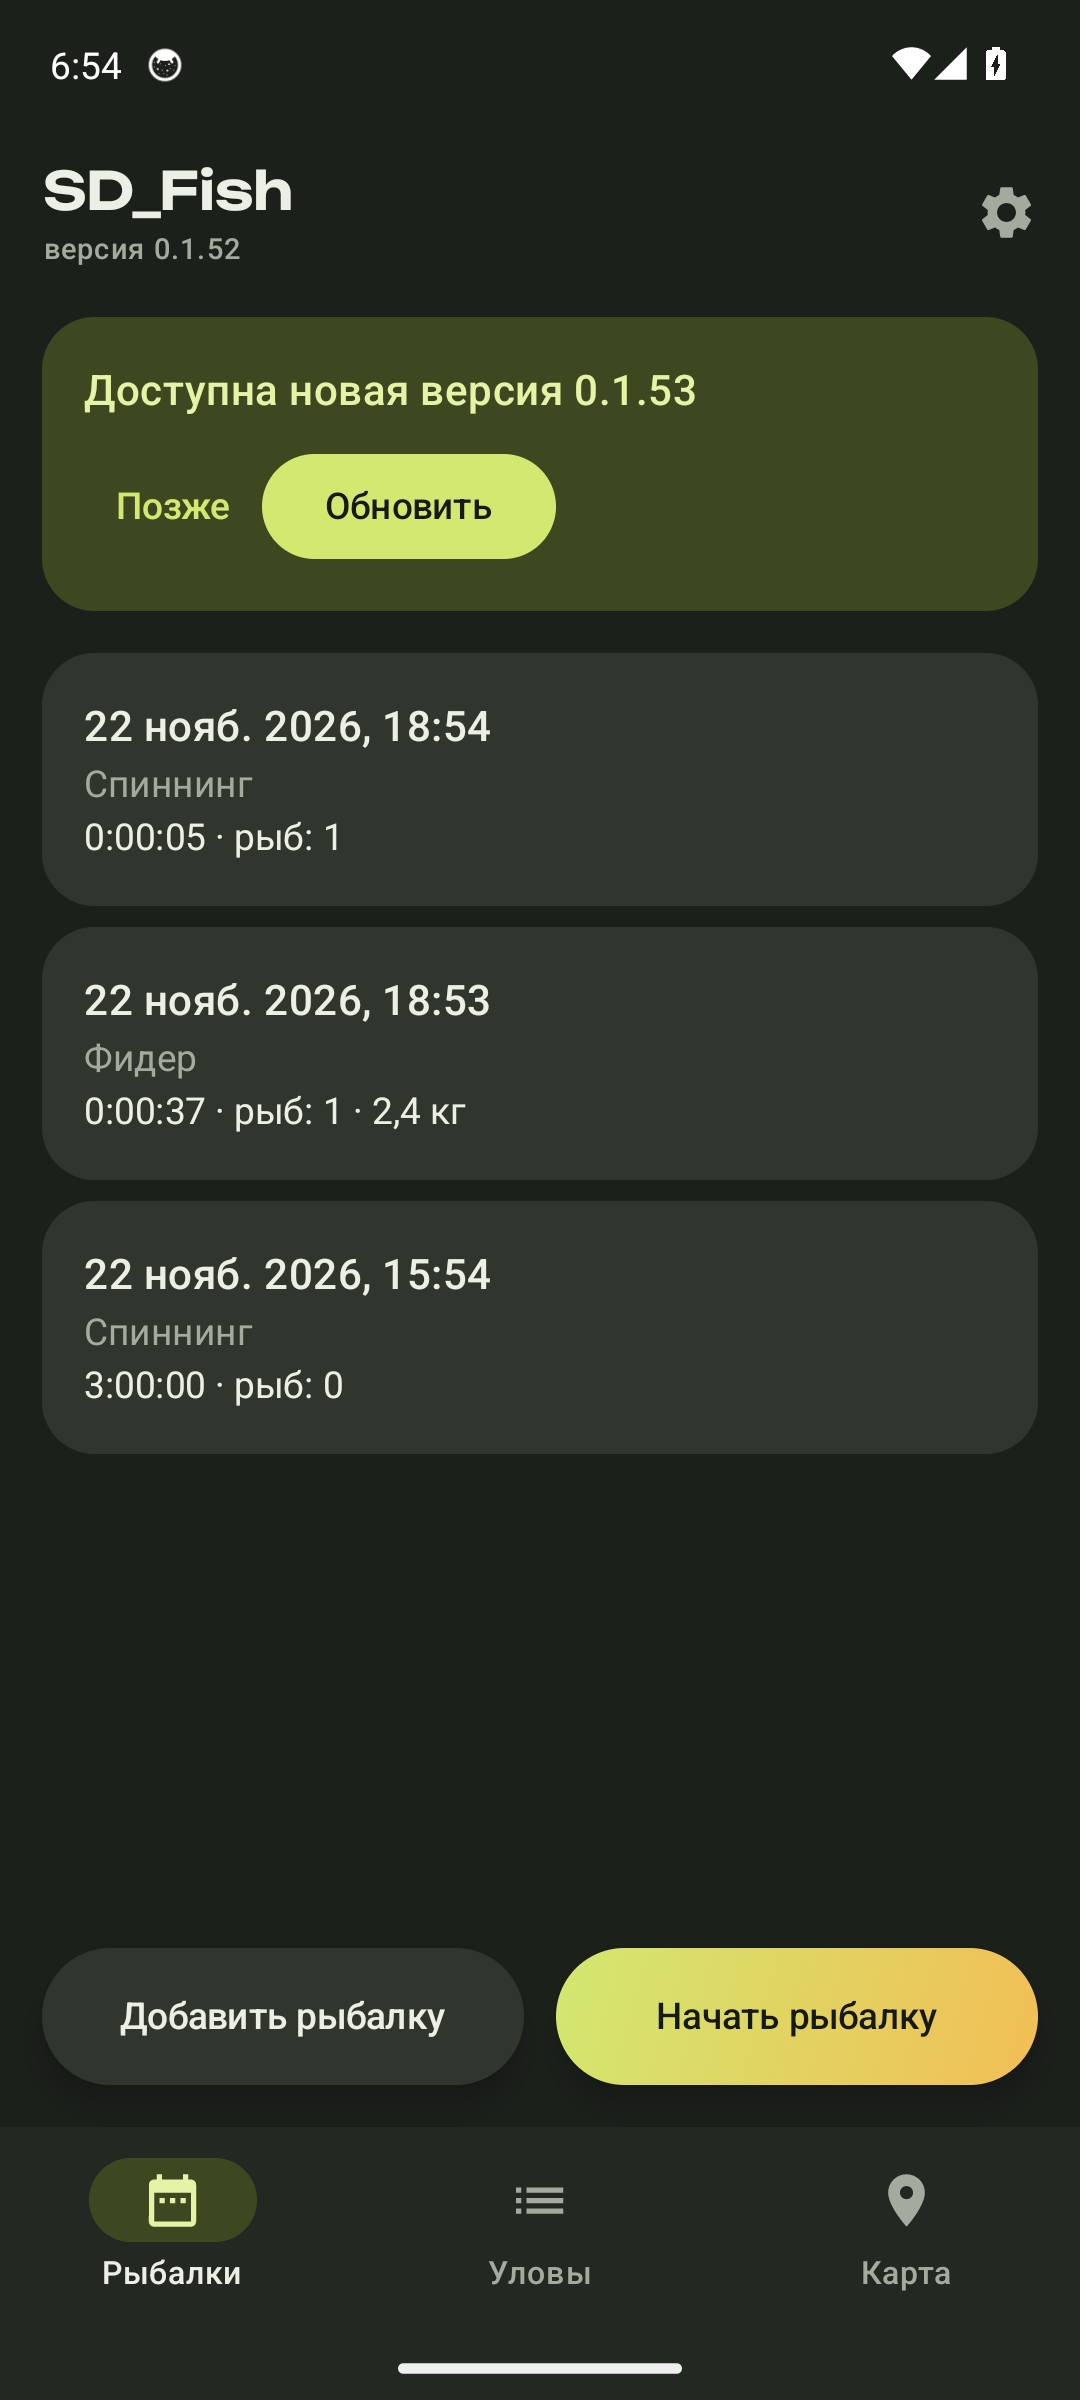 6:54
SD_Fish
версия 0.1.52
Доступна новая версия 0.1.53
Позже
Обновить
22 нояб. 2026, 18:54
Спиннинг
0:00:05 · рыб: 1
22 нояб. 2026, 18:53
Фидер
0:00:37 · рыб: 1 · 2,4 кг
22 нояб. 2026, 15:54
Спиннинг
3:00:00 · рыб: 0
Добавить рыбалку
Начать рыбалку
Рыбалки
Уловы
Карта